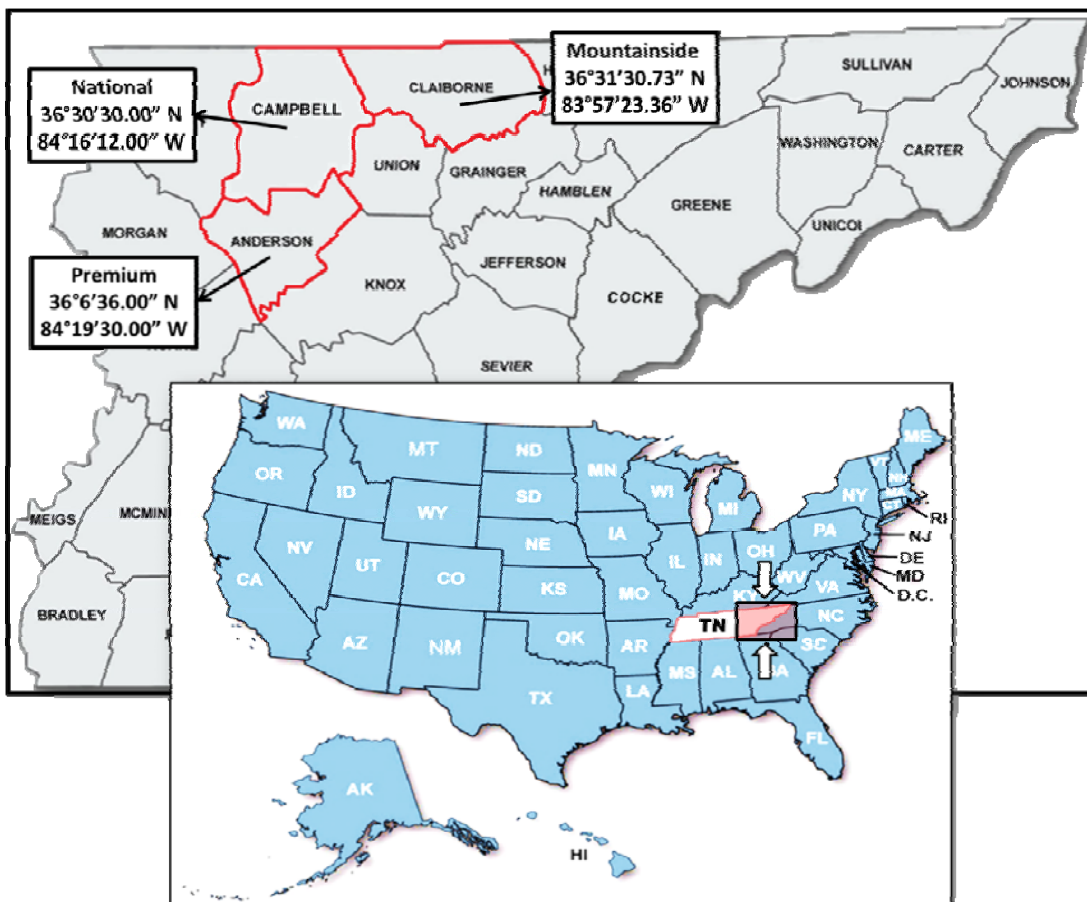 National
36°30’30.00” N
84°16’12.00” W
Mountainside
36°31’30.73” N
83°57’23.36” W
Premium
36°6’36.00” N
84°19’30.00” W
CAMPBELL
CLAIBORNE
H
SULLIVAN
JOHNSON
WASHINGTON
CARTER
UNION
GRAINGER
HAMBLEN
GREENE
UNICOI
MORGAN
ANDERSON
JEFFERSON
KNOX
COCKE
SEVIER
MEIGS
MCMIN
BRADLEY
WA
MT
ND
MN
ME
OR
ID
SD
WI
VT
NH
WY
MI
NY
MA
CT
RI
NV
NE
IA
PA
NJ
UT
CO
IL
IN
OH
DE
CA
KS
MO
WV
VA
MD
D.C.
KY
NC
TN
AZ
NM
OK
AR
SC
MS
AL
GA
TX
LA
FL
AK
HI